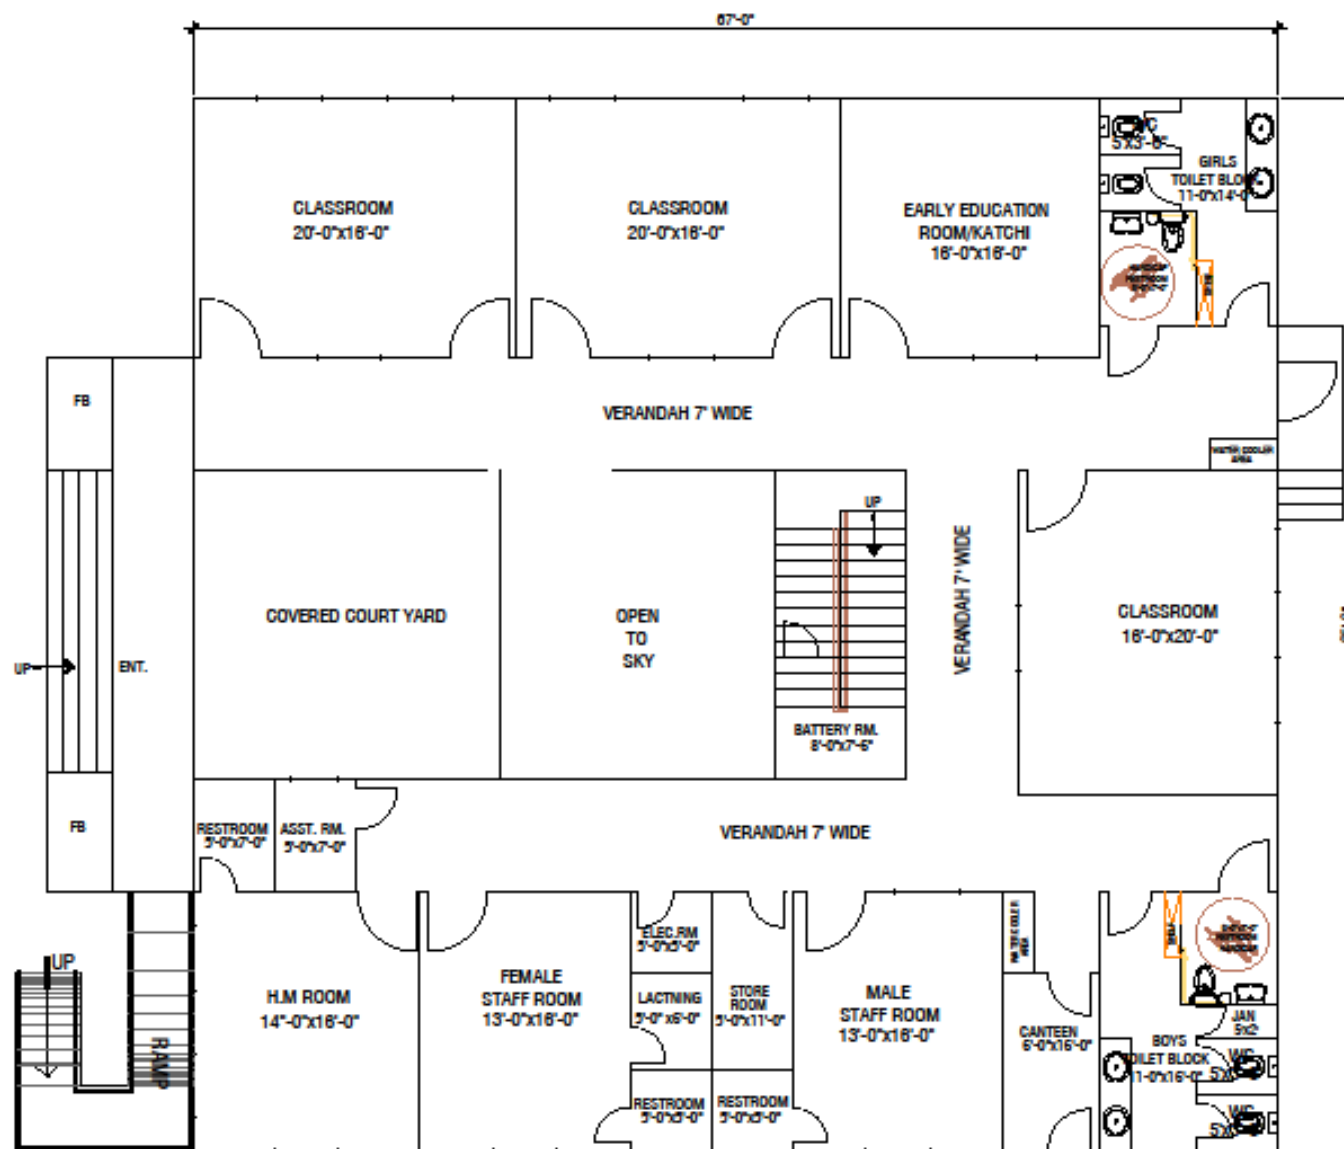 67'-0"
CLASSROOM
20'-0"x16'-0"
CLASSROOM
20'-0"x16'-0"
EARLY EDUCATION
ROOM/KATCHI
16'-0"x16'-0"
5'x3'-6"
GIRLS
TOILET BLOCK
11-0"x14'-0"
FB
VERANDAH 7' WIDE
WATER COOLER
AREA
UP
COVERED COURT YARD
OPEN
TO
SKY
VERANDAH 7' WIDE
CLASSROOM
16'-0"x20'-0"
UP
ENT.
BATTERY RM.
8'-0"x7'-6"
FB
RESTROOM
5'-0"x7'-0"
ASST. RM.
5'-0"x7'-0"
VERANDAH 7' WIDE
UP
RAMP
H.M ROOM
14"-0"x16'-0"
FEMALE
STAFF ROOM
13'-0"x16'-0"
ELEC.RM
5'-0"x5'-0"
LACTNING
5'-0" x6'-0"
STORE
ROOM
5'-0"x11'-0"
RESTROOM
5'-0"x5'-0"
RESTROOM
5'-0"x5'-0"
MALE
STAFF ROOM
13'-0"x16'-0"
WATER COOLER
AREA
CANTEEN
6'-0"x16'-0"
SHELF
BOYS
TOILET BLOCK
11-0"x16'-0"
JAN
5x2
WC
WC